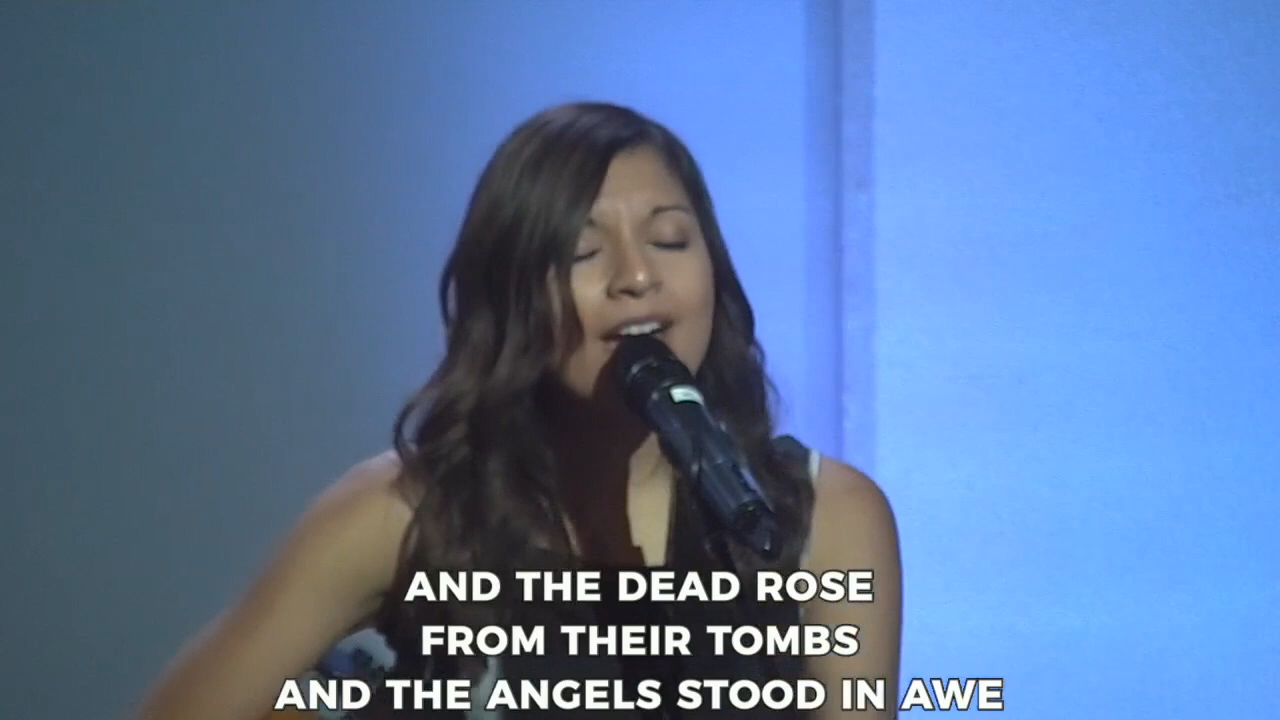 AND THE DEAD ROSE
FROM THEIR TOMBS
AND THE ANGELS STOOD IN AWE